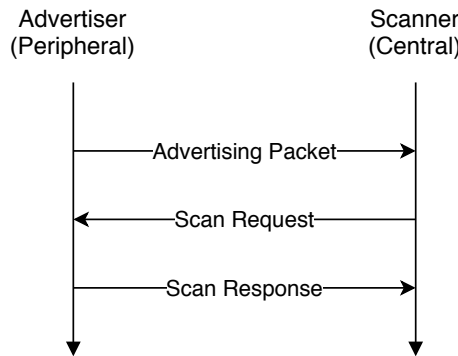 Advertiser
(Peripheral)
Scanner
(Central)
Advertising Packet
Scan Request
Scan Response